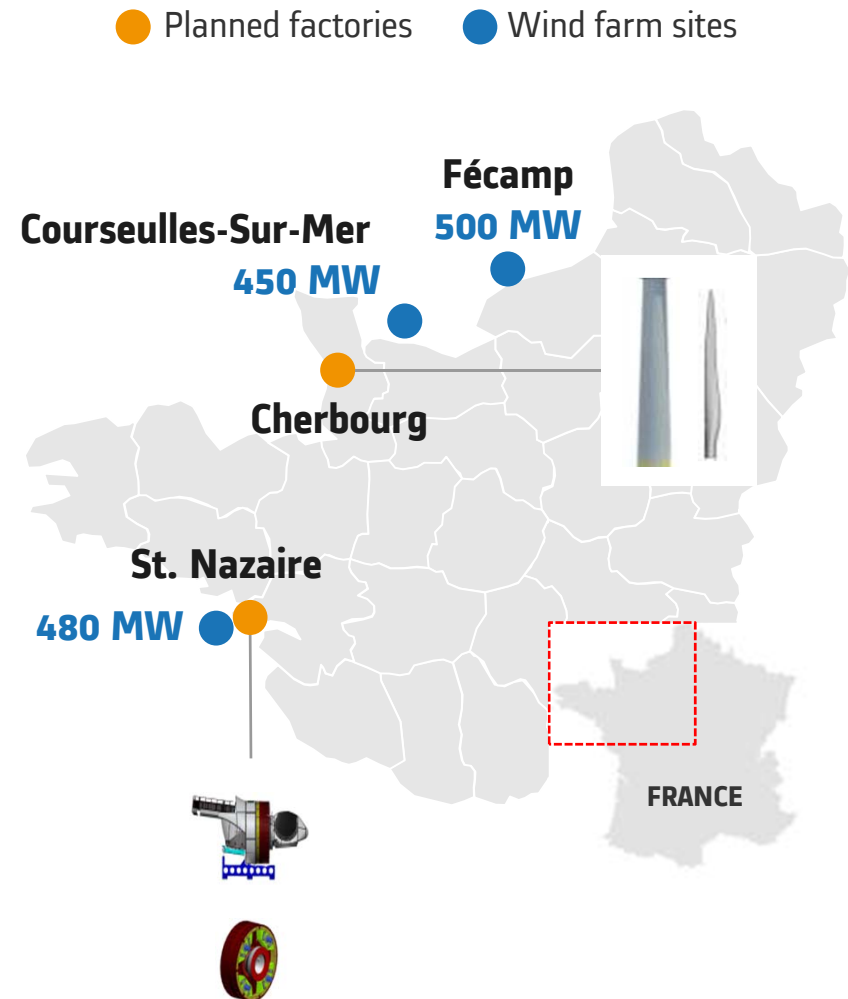 Planned factories
Wind farm sites
Fécamp
500 MW
Courseulles-Sur-Mer
450 MW
Cherbourg
St. Nazaire
480 MW
FRANCE